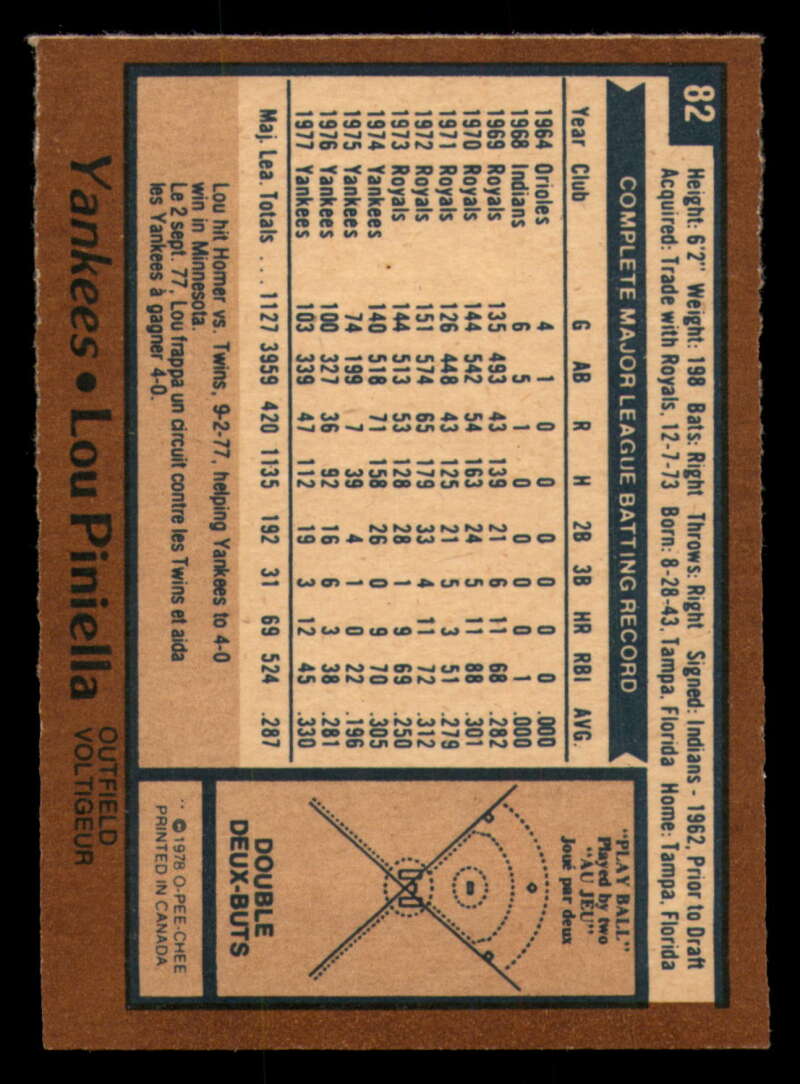 82
Height: 6'2" Weight: 198 Bats: Right Throws: Right Signed: Indians - 1962, Prior to Draft
Acquired: Trade with Royals, 12-7-73 Born: 8-28-43, Tampa, Florida Home: Tampa, Florida
COMPLETE MAJOR LEAGUE BATTING RECORD
Year Club G AB R H 2B 3B HR RBI AVG.
1964 Orioles 4 1 0 0 0 0 0 0 .000
1968 Indians 6 5 1 0 0 0 0 1 .000
1969 Royals 135 493 43 139 21 6 11 68 .282
1970 Royals 144 542 54 163 24 5 11 88 .301
1971 Royals 126 448 43 125 21 5 3 51 .279
1972 Royals 151 574 65 179 33 4 11 72 .312
1973 Royals 144 513 53 128 28 1 9 69 .250
1974 Yankees 140 518 71 158 26 0 9 70 .305
1975 Yankees 74 199 7 39 4 1 0 22 .196
1976 Yankees 100 327 36 92 16 6 3 38 .281
1977 Yankees 103 339 47 112 19 3 12 45 .330
Maj. Lea. Totals ... 1127 3959 420 1135 192 31 69 524 .287
Lou hit Homer vs. Twins, 9-2-77, helping Yankees to 4-0
win in Minnesota.
Le 2 sept. 77, Lou frappa un circuit contre les Twins et aida
les Yankees à gagner 4-0.
"PLAY BALL"
Played by two
"AU JEU"
Joué par deux
DOUBLE
DEUX-BUTS
© 1978 O-PEE-CHEE
PRINTED IN CANADA
Yankees • Lou Piniella
OUTFIELD
VOLTIGEUR